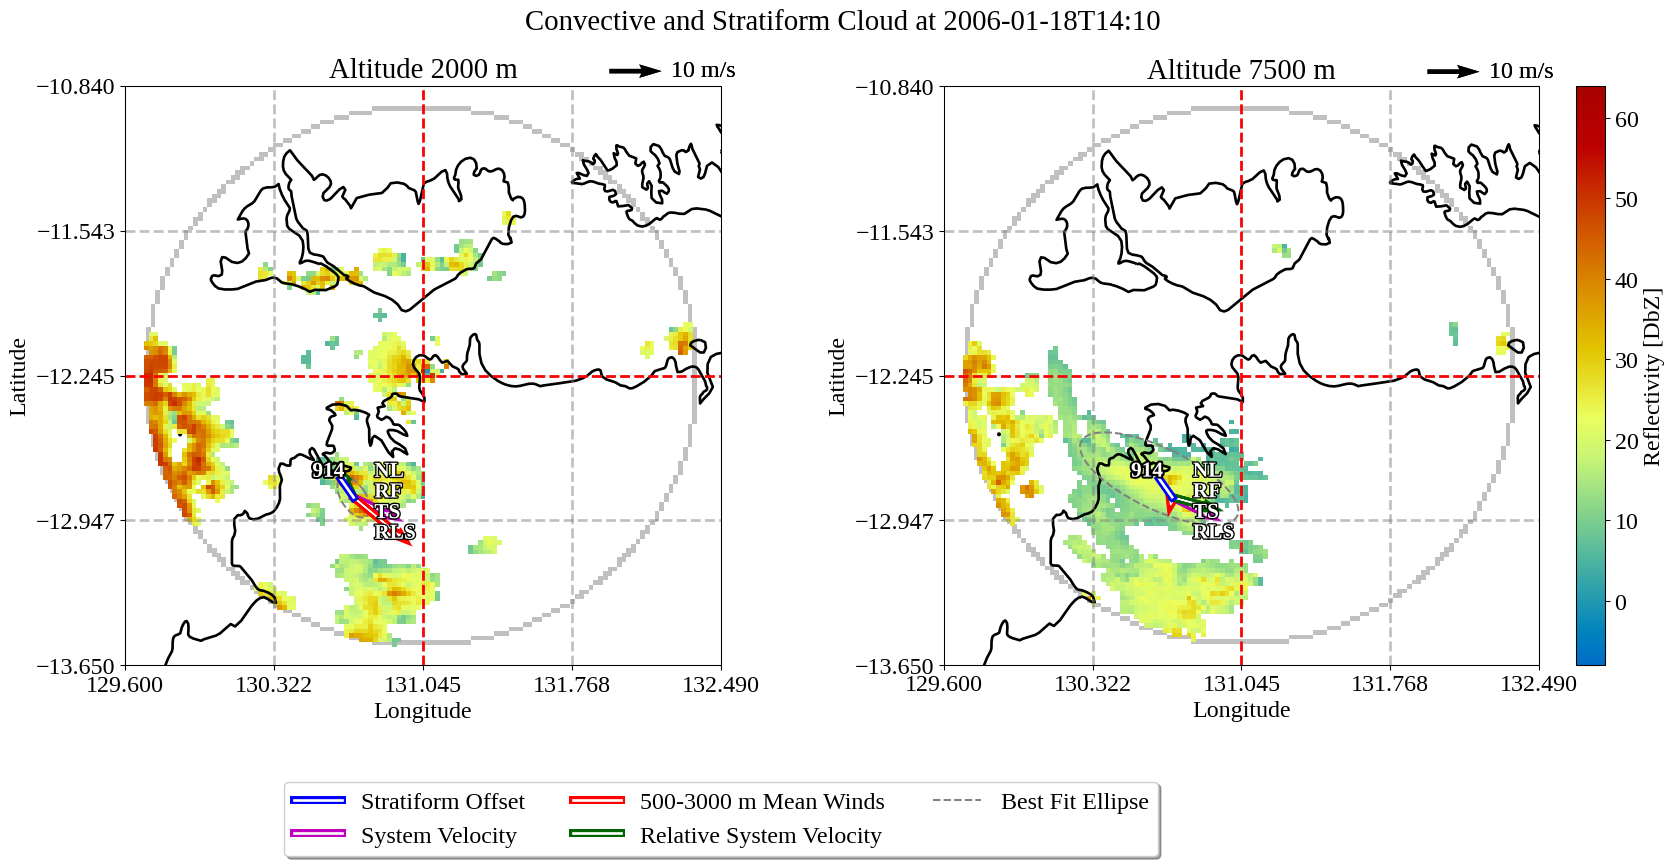 Convective and Stratiform Cloud at 2006-01-18T14:10
Altitude 2000 m
10 m/s
−10.840
−11.543
−12.245
−12.947
−13.650
Latitude
914
NL
RF
TS
RLS
129.600
130.322
131.045
131.768
132.490
Longitude
Altitude 7500 m
10 m/s
−10.840
−11.543
−12.245
−12.947
−13.650
Latitude
914
NL
RF
TS
RLS
129.600
130.322
131.045
131.768
132.490
Longitude
60
50
40
30
20
10
0
Reflectivity [DbZ]
Stratiform Offset
System Velocity
500-3000 m Mean Winds
Relative System Velocity
Best Fit Ellipse